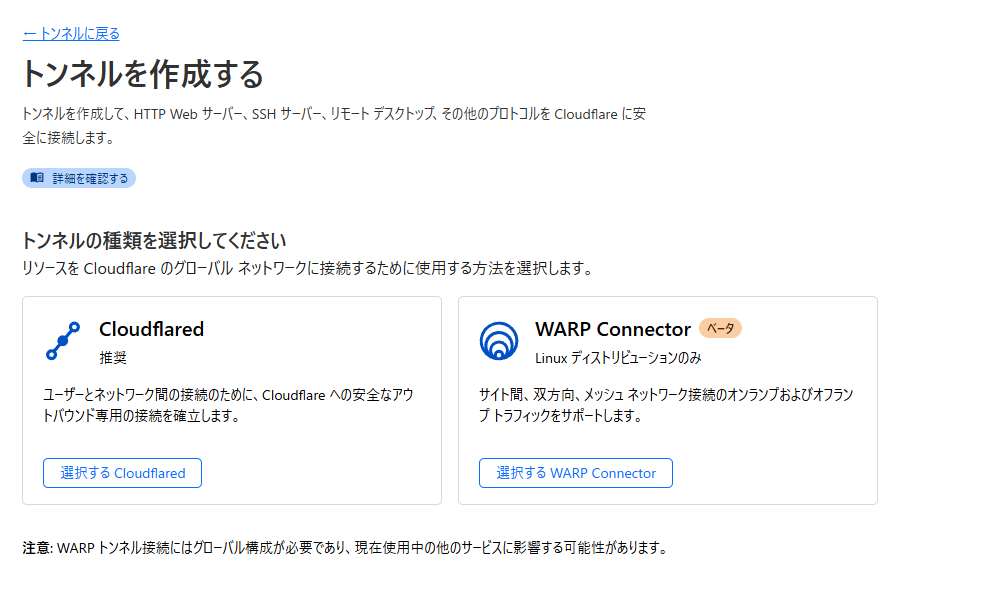 ← トンネルに戻る
トンネルを作成する
トンネルを作成して、HTTP Web サーバー、SSH サーバー、リモート デスクトップ、その他のプロトコルを Cloudflare に安
全に接続します。
詳細を確認する
トンネルの種類を選択してください
リソースを Cloudflare のグローバル ネットワークに接続するために使用する方法を選択します。
Cloudflared
推奨
ユーザーとネットワーク間の接続のために、Cloudflare への安全なアウ
トバウンド専用の接続を確立します。
選択する Cloudflared
WARP Connector ベータ
Linux ディストリビューションのみ
サイト間、双方向、メッシュ ネットワーク接続のオンランプおよびオフラン
プ トラフィックをサポートします。
選択する WARP Connector
注意: WARP トンネル接続にはグローバル構成が必要であり、現在使用中の他のサービスに影響する可能性があります。